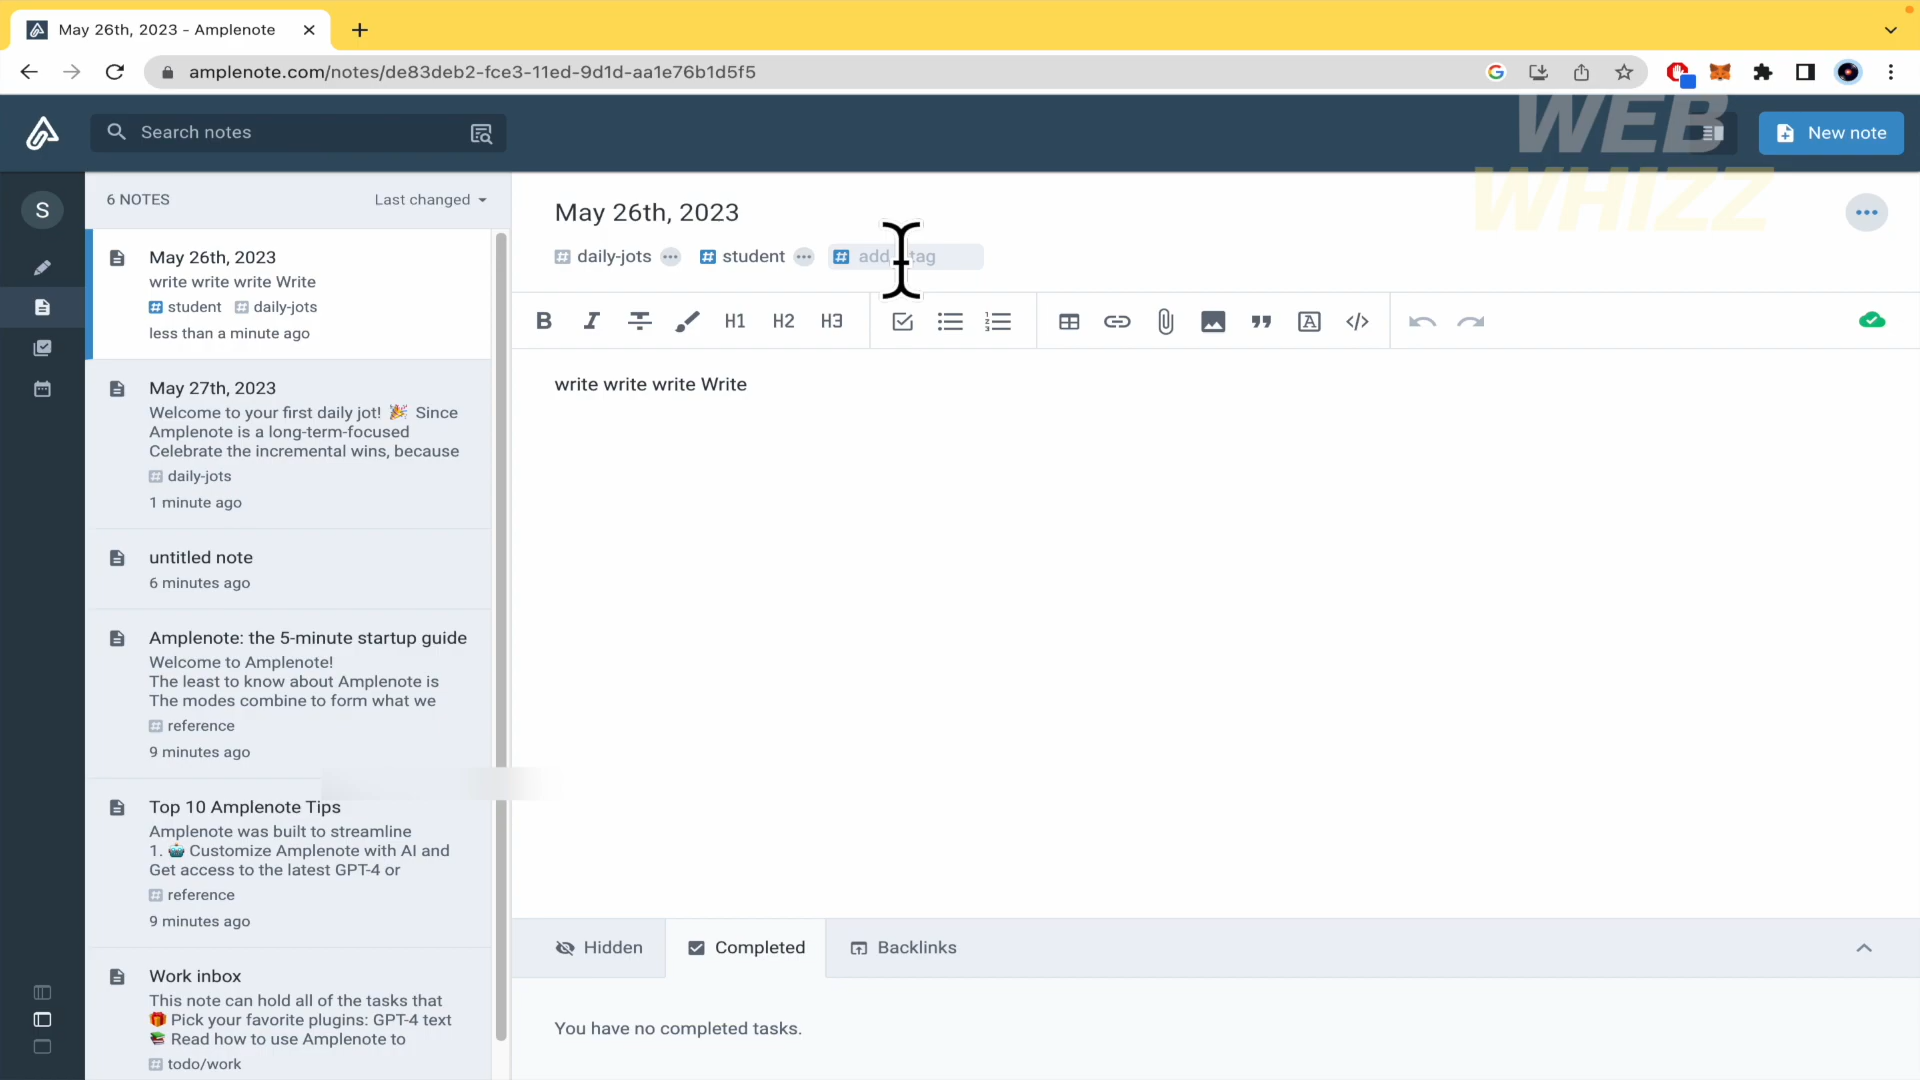 May 26th, 2023 - Amplenote
amplenote.com/notes/de83deb2-fce3-11ed-9d1d-aa1e76b1d5f5
Search notes
WEB
WHIZZ
New note
S
6 NOTES
Last changed
May 26th, 2023
write write write Write
student daily-jots
less than a minute ago
May 27th, 2023
Welcome to your first daily jot! 🎉 Since
Amplenote is a long-term-focused
Celebrate the incremental wins, because
daily-jots
1 minute ago
untitled note
6 minutes ago
Amplenote: the 5-minute startup guide
Welcome to Amplenote!
The least to know about Amplenote is
The modes combine to form what we
reference
9 minutes ago
Top 10 Amplenote Tips
Amplenote was built to streamline
1. 🤖 Customize Amplenote with AI and
Get access to the latest GPT-4 or
reference
9 minutes ago
Work inbox
This note can hold all of the tasks that
🎁 Pick your favorite plugins: GPT-4 text
📚 Read how to use Amplenote to
todo/work
May 26th, 2023
daily-jots student add tag
B I H1 H2 H3 A </>
write write write Write
Hidden Completed Backlinks
You have no completed tasks.